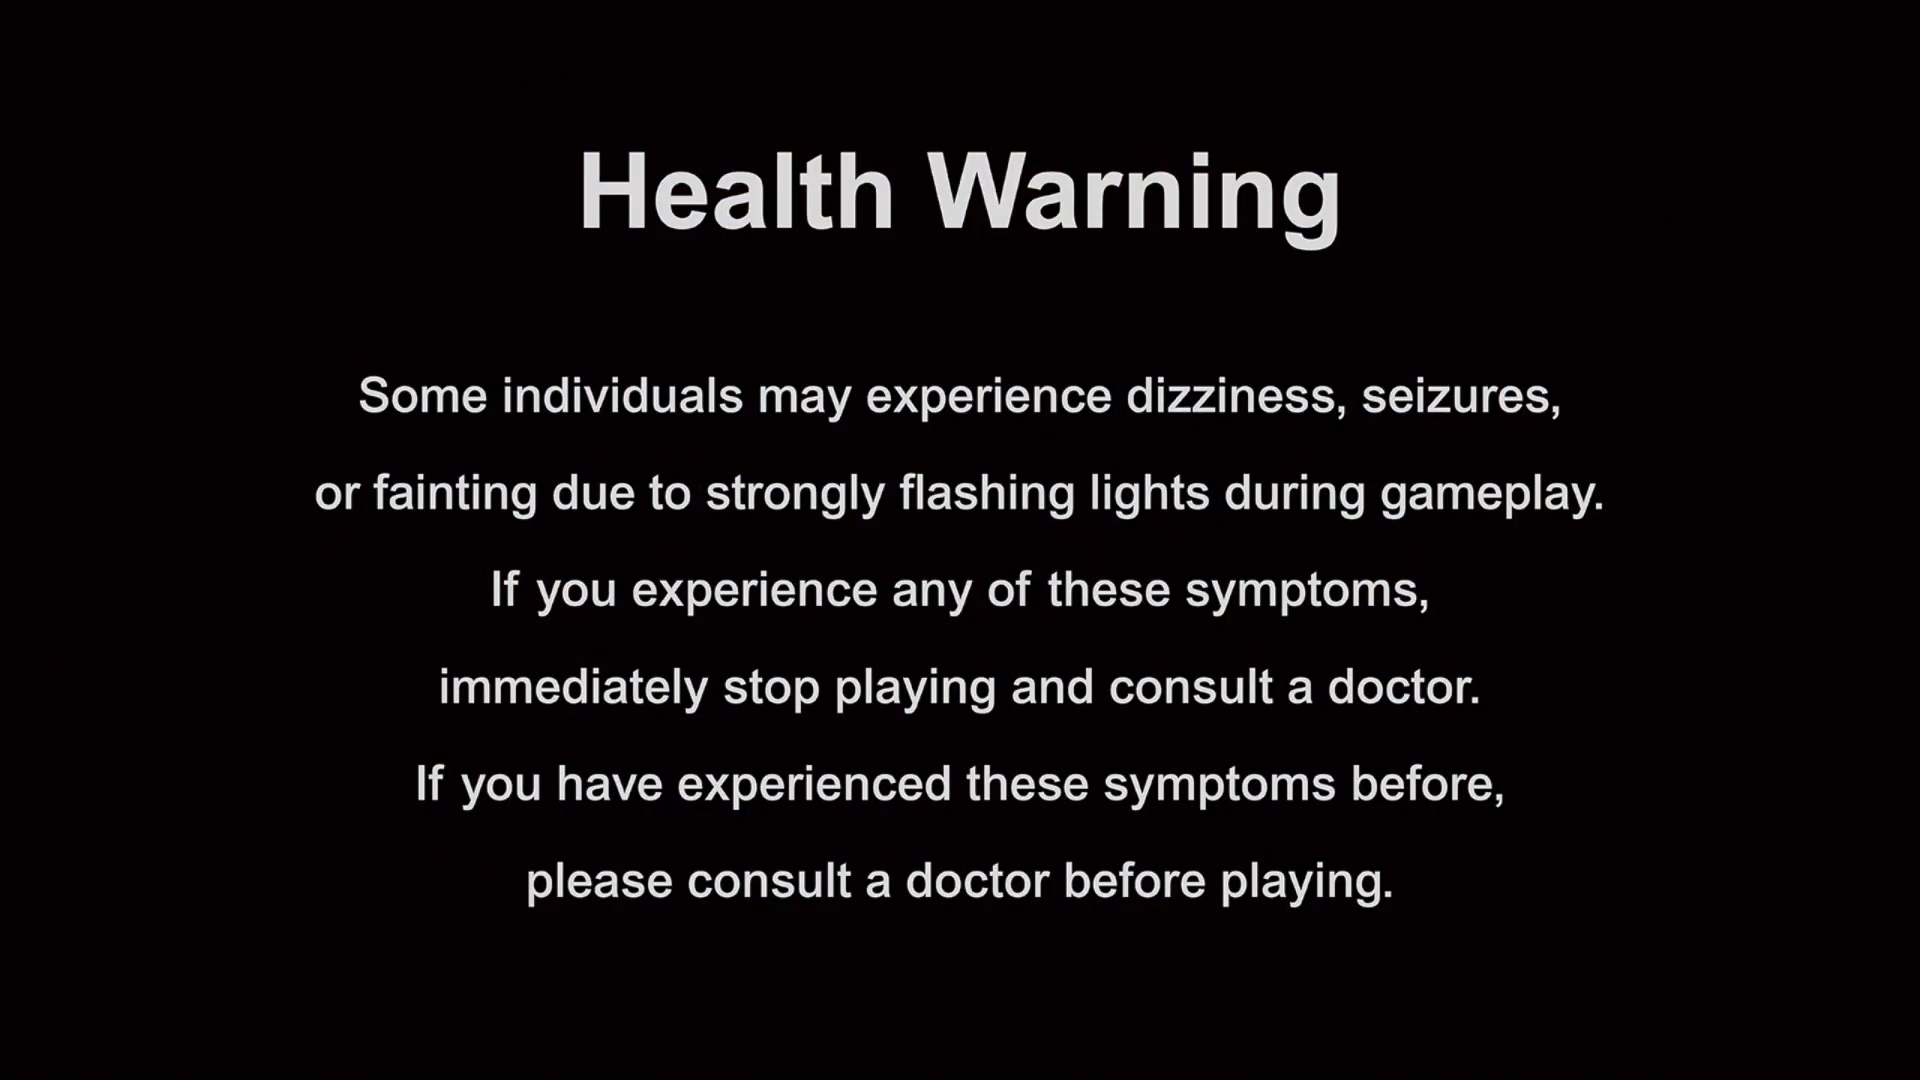 Health Warning
Some individuals may experience dizziness, seizures,
or fainting due to strongly flashing lights during gameplay.
If you experience any of these symptoms,
immediately stop playing and consult a doctor.
If you have experienced these symptoms before,
please consult a doctor before playing.